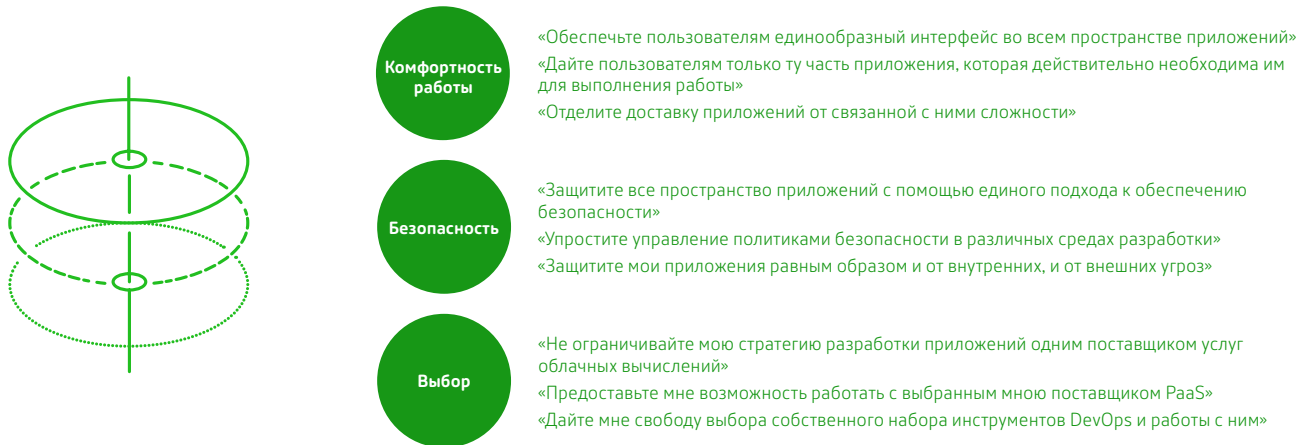 Комфортность
работы
«Обеспечьте пользователям единообразный интерфейс во всем пространстве приложений»
«Дайте пользователям только ту часть приложения, которая действительно необходима им
для выполнения работы»
«Отделите доставку приложений от связанной с ними сложности»
Безопасность
«Защитите все пространство приложений с помощью единого подхода к обеспечению
безопасности»
«Упростите управление политиками безопасности в различных средах разработки»
«Защитите мои приложения равным образом и от внутренних, и от внешних угроз»
Выбор
«Не ограничивайте мою стратегию разработки приложений одним поставщиком услуг
облачных вычислений»
«Предоставьте мне возможность работать с выбранным мною поставщиком PaaS»
«Дайте мне свободу выбора собственного набора инструментов DevOps и работы с ним»